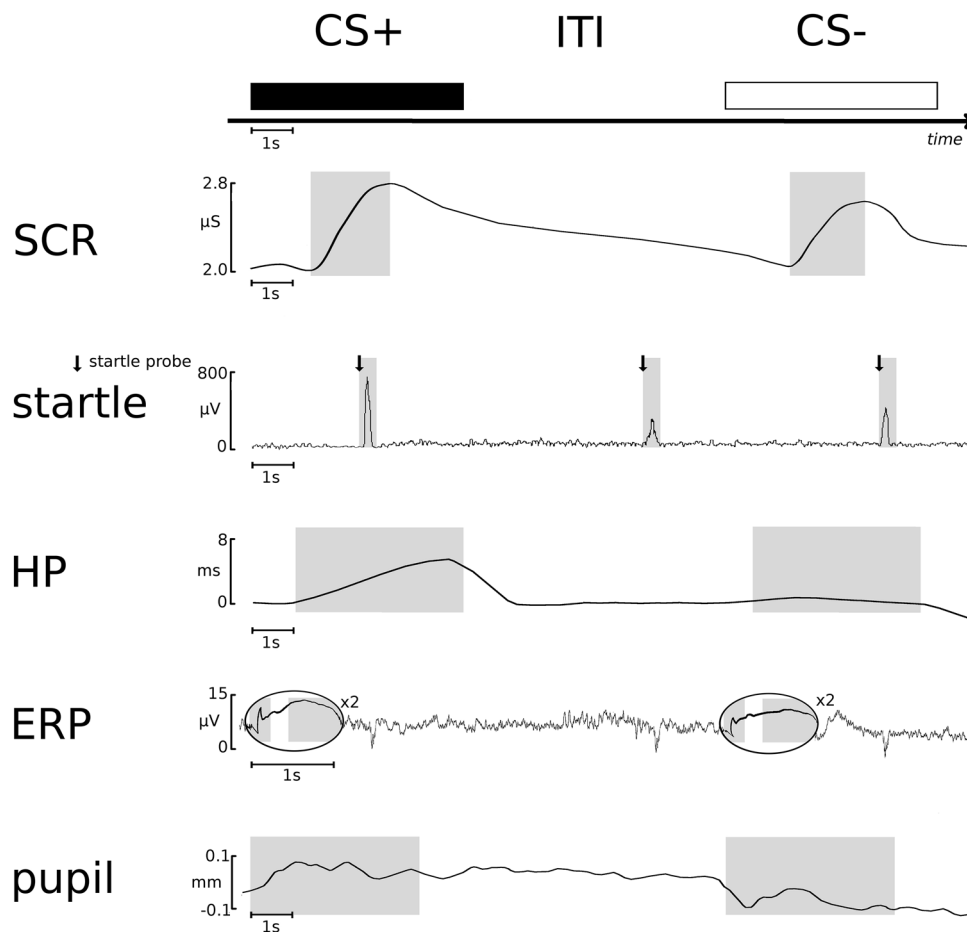 CS+ ITI CS-
time
1s
SCR
2.8
µS
2.0
1s
startle probe
startle
800
µV
0
1s
HP
8
ms
0
1s
ERP
15
µV
0
x2 x2
1s
pupil
0.1
mm
-0.1
1s